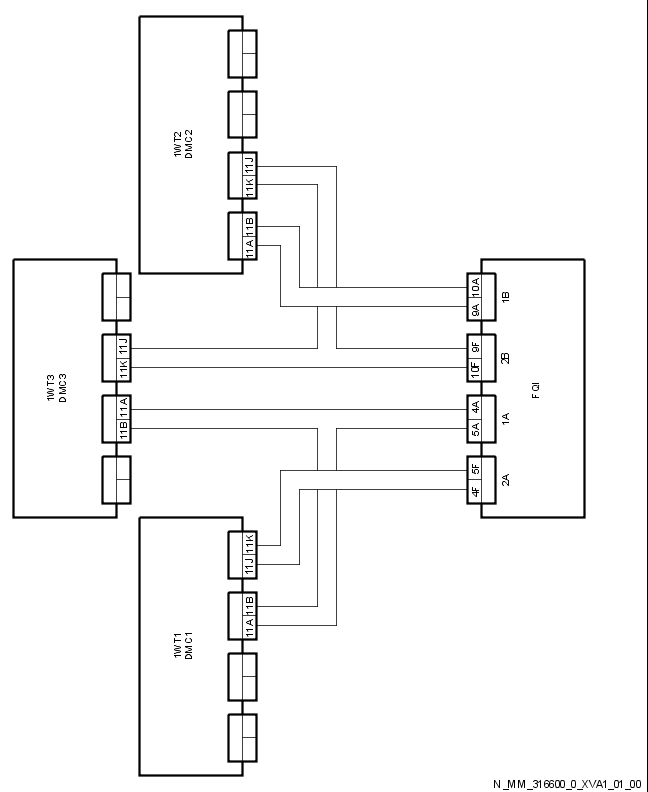 1WT2
DMC2
11J
11K
11B
11A
1WT3
DMC3
11J
11K
11A
11B
1WT1
DMC1
11K
11J
11B
11A
FQI
10A
9A
1B
9F
10F
2B
4A
5A
1A
5F
4F
2A
N_MM_316600_0_XVA1_01_00